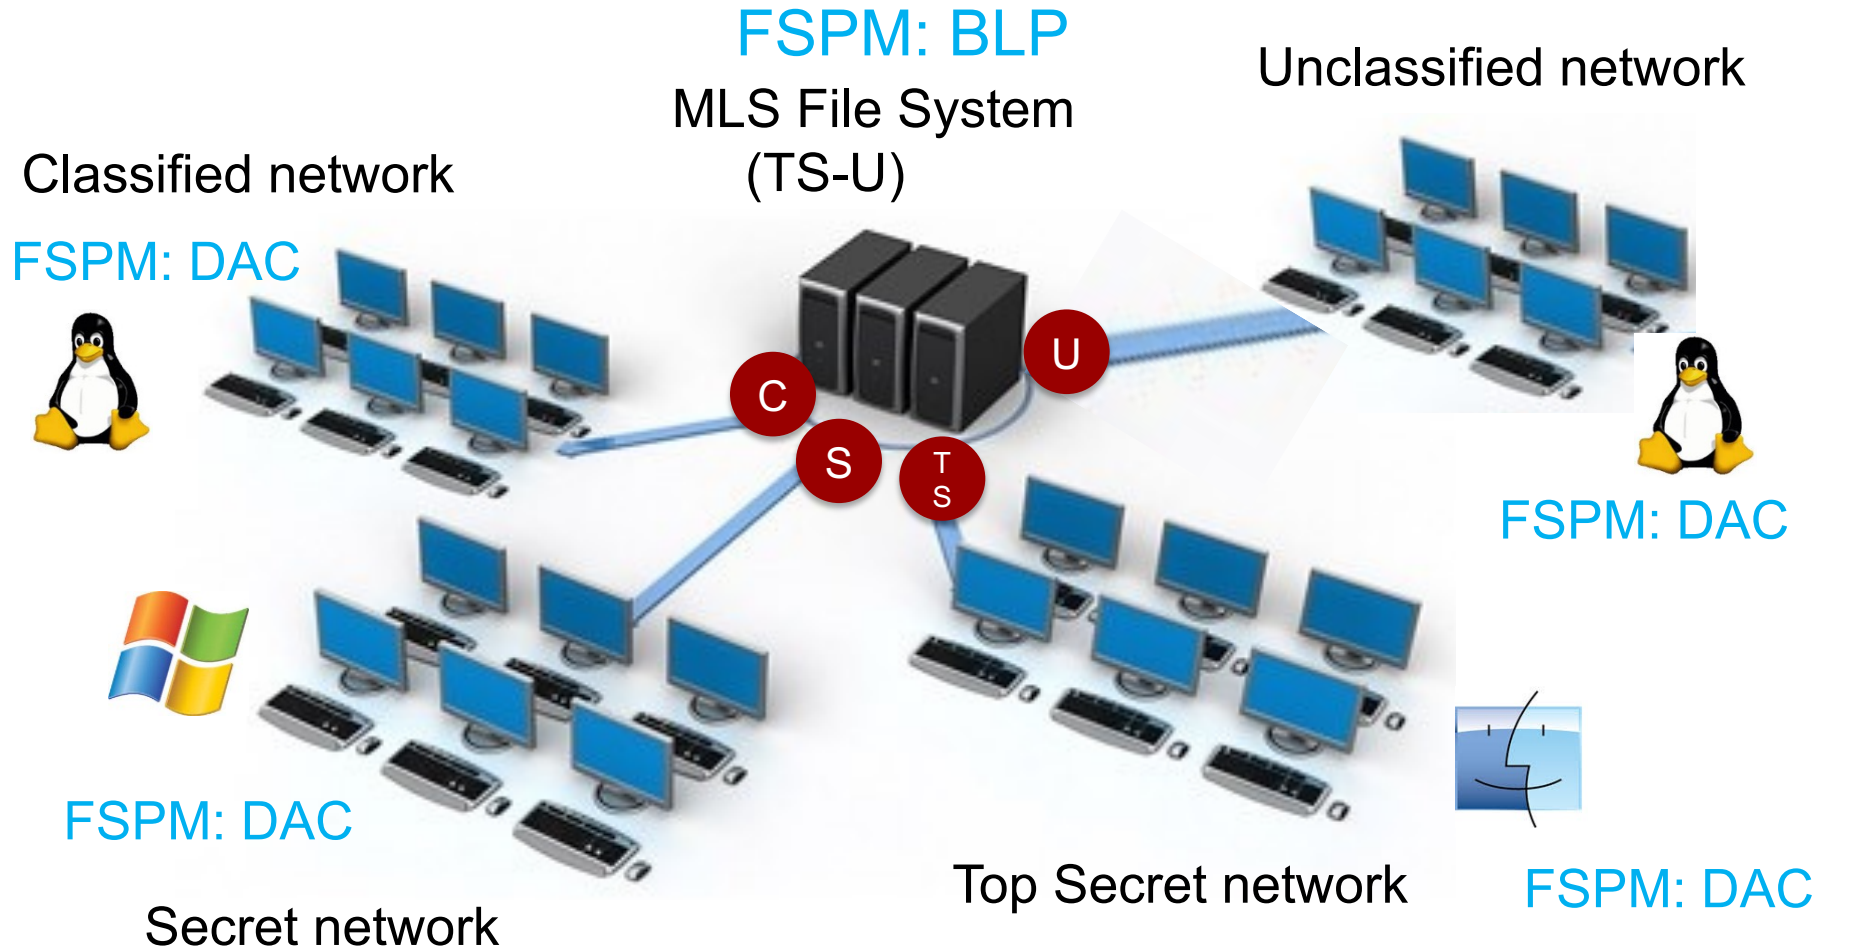 FSPM: BLP
MLS File System
(TS-U)
Unclassified network
Classified network
FSPM: DAC
U
C
S
T
S
FSPM: DAC
FSPM: DAC
Secret network
Top Secret network
FSPM: DAC